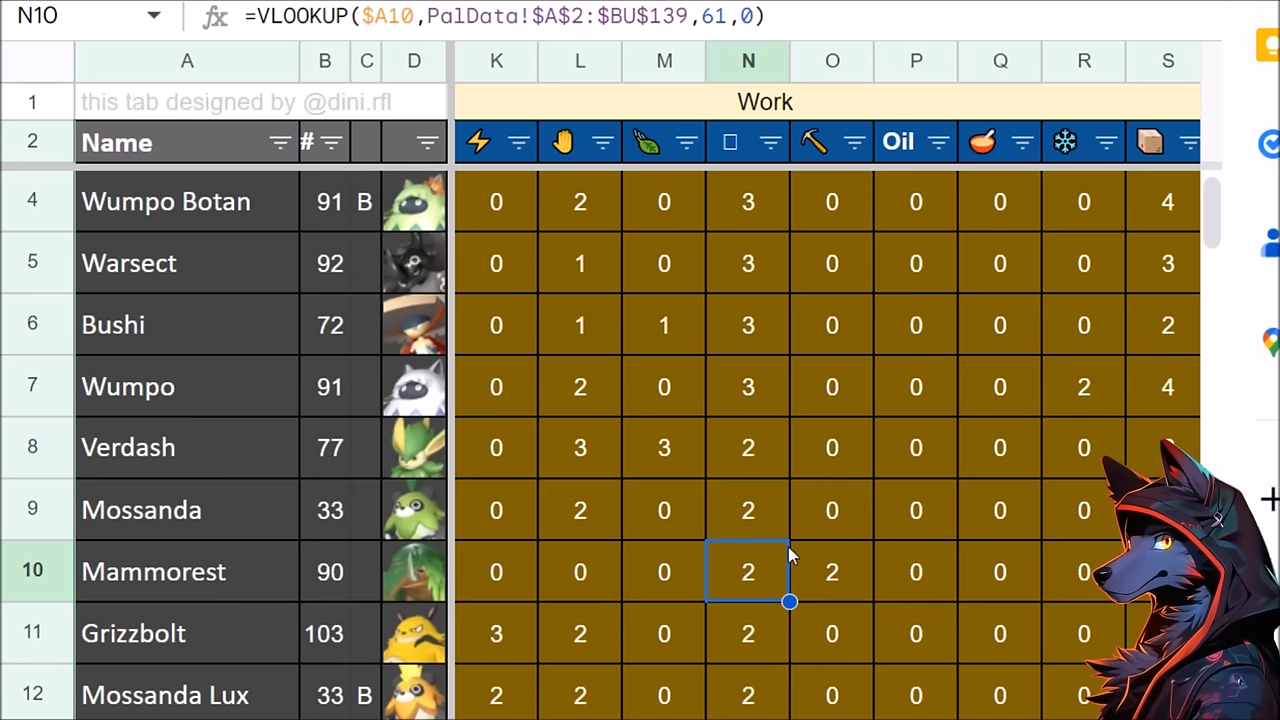 N10 =VLOOKUP($A10,PalData!$A$2:$BU$139,61,0)
A B C D K L M N O P Q R S
1 this tab designed by @dini.rfl Work
2 Name # Oil
4 Wumpo Botan 91 B 0 2 0 3 0 0 0 0 4
5 Warsect 92 0 1 0 3 0 0 0 0 3
6 Bushi 72 0 1 1 3 0 0 0 0 2
7 Wumpo 91 0 2 0 3 0 0 0 2 4
8 Verdash 77 0 3 3 2 0 0 0 0
9 Mossanda 33 0 2 0 2 0 0 0 0
10 Mammorest 90 0 0 0 2 2 0 0 0
11 Grizzbolt 103 3 2 0 2 0 0 0 0
12 Mossanda Lux 33 B 2 2 0 2 0 0 0 0